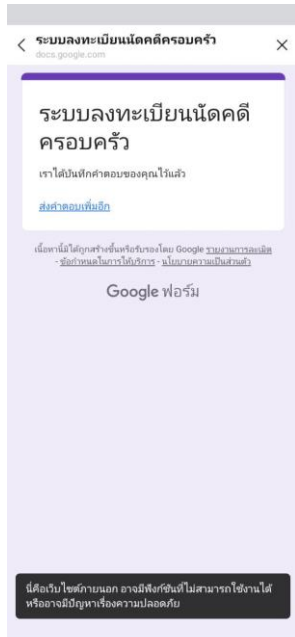 ระบบลงทะเบียนนัดคดีครอบครัว
docs.google.com
ระบบลงทะเบียนนัดคดี
ครอบครัว
เราได้บันทึกคำตอบของคุณไว้แล้ว
ส่งคำตอบเพิ่มอีก
เนื้อหานี้มิได้ถูกสร้างขึ้นหรือรับรองโดย Google รายงานการละเมิด
- ข้อกำหนดในการให้บริการ - นโยบายความเป็นส่วนตัว
Google ฟอร์ม
นี่คือเว็บไซต์ภายนอก อาจมีฟังก์ชันที่ไม่สามารถใช้งานได้
หรืออาจมีปัญหาเรื่องความปลอดภัย